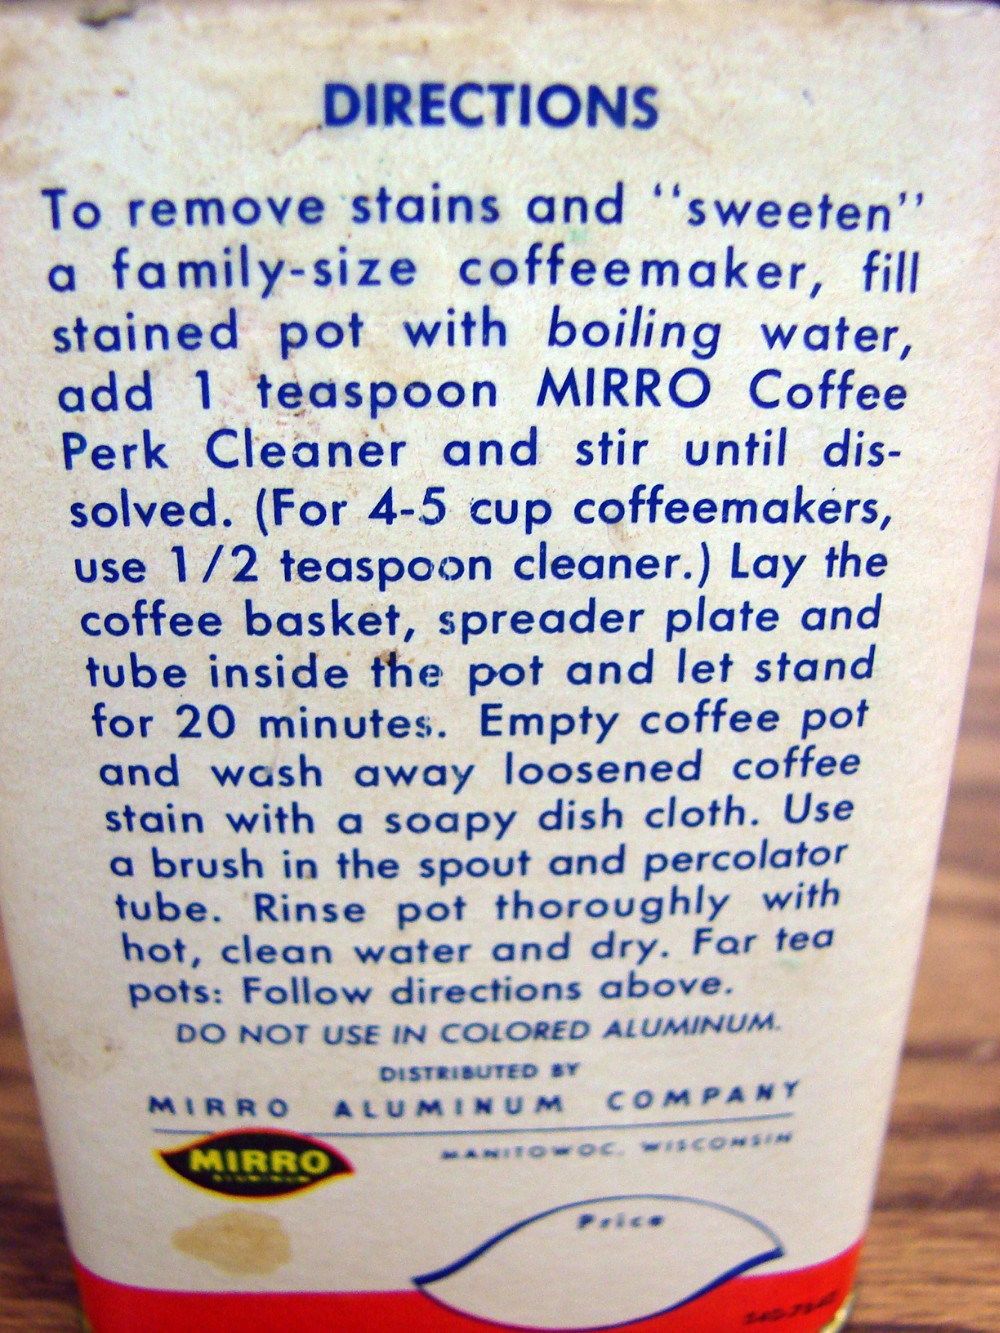 DIRECTIONS
To remove stains and “sweeten”
a family-size coffeemaker, fill
stained pot with boiling water,
add 1 teaspoon MIRRO Coffee
Perk Cleaner and stir until dis-
solved. (For 4-5 cup coffeemakers,
use 1/2 teaspoon cleaner.) Lay the
coffee basket, spreader plate and
tube inside the pot and let stand
for 20 minutes. Empty coffee pot
and wash away loosened coffee
stain with a soapy dish cloth. Use
a brush in the spout and percolator
tube. Rinse pot thoroughly with
hot, clean water and dry. For tea
pots: Follow directions above.
DO NOT USE IN COLORED ALUMINUM.
DISTRIBUTED BY
MIRRO ALUMINUM COMPANY
MANITOWOC, WISCONSIN
MIRRO
ALUMINUM
Price